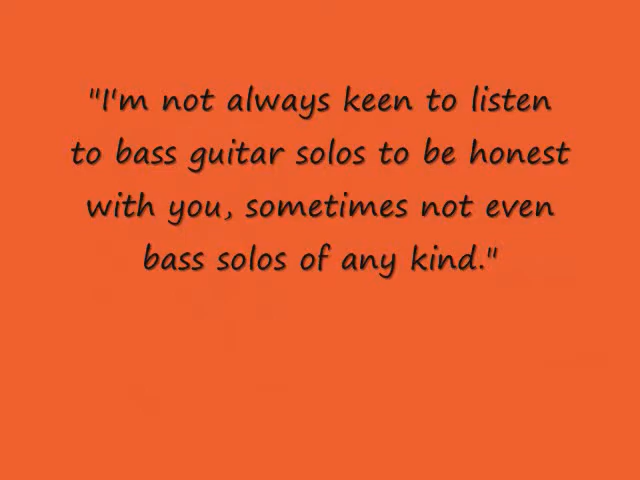 "I'm not always keen to listen
to bass guitar solos to be honest
with you, sometimes not even
bass solos of any kind."